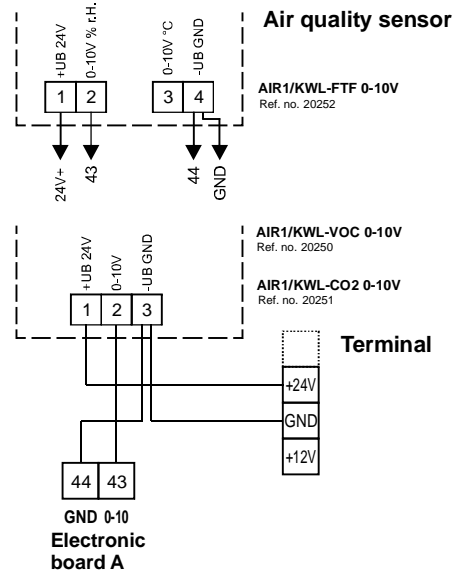 Air quality sensor
+UB 24V
0-10V % r.H.
0-10V °C
-UB GND
1 2 3 4
AIR1/KWL-FTF 0-10V
Ref. no. 20252
24V+
43
44
GND
AIR1/KWL-VOC 0-10V
Ref. no. 20250
+UB 24V
0-10V
-UB GND
AIR1/KWL-CO2 0-10V
Ref. no. 20251
1 2 3
Terminal
+24V
GND
+12V
44 43
GND 0-10
Electronic
board A